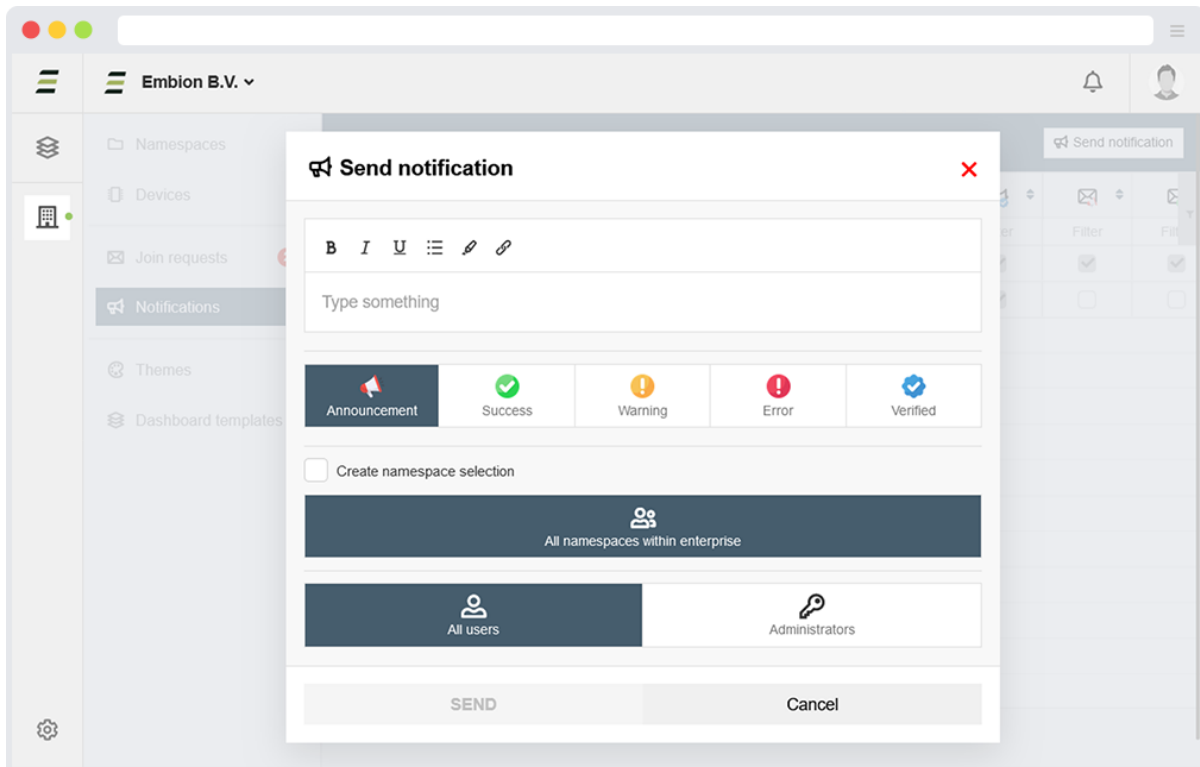 Embion B.V.
Namespaces
Send notification
Send notification
Devices
B I U
Join requests
Filter
Type something
Notifications
Themes
Announcement
Success
Warning
Error
Verified
Dashboard templates
Create namespace selection
All namespaces within enterprise
All users
Administrators
SEND
Cancel